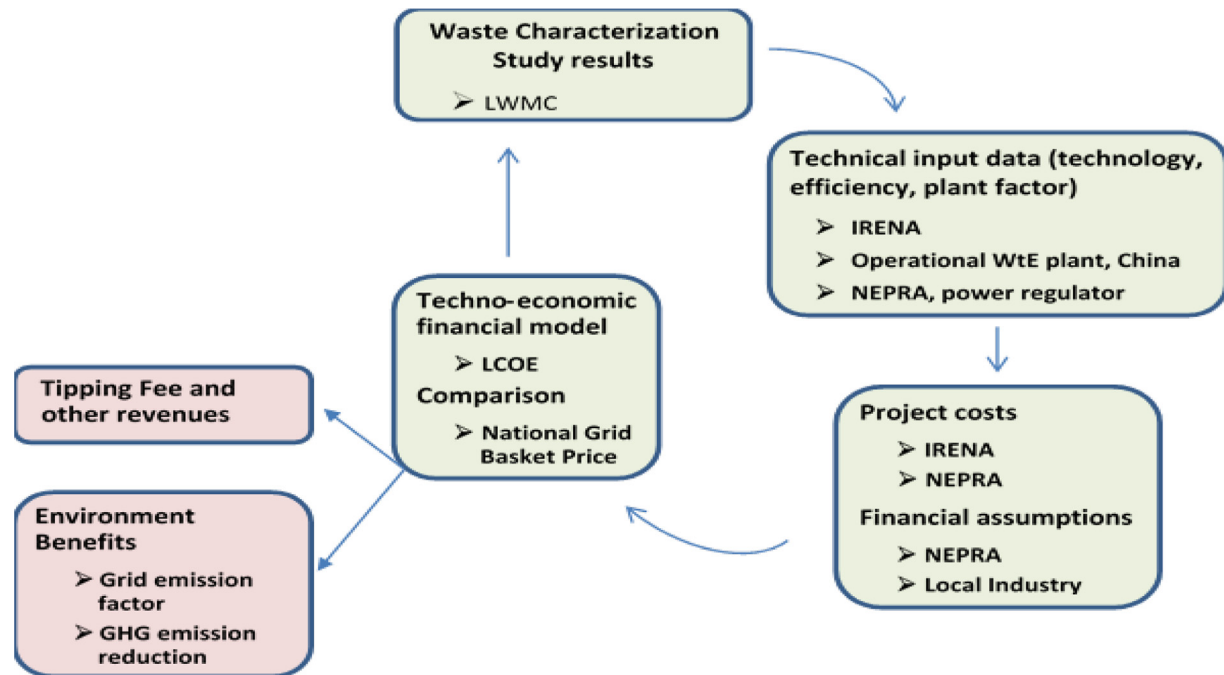 Waste Characterization
Study results
➢ LWMC
Technical input data (technology,
efficiency, plant factor)
➢ IRENA
➢ Operational WtE plant, China
➢ NEPRA, power regulator
Project costs
➢ IRENA
➢ NEPRA
Financial assumptions
➢ NEPRA
➢ Local Industry
Techno-economic
financial model
➢ LCOE
Comparison
➢ National Grid
Basket Price
Tipping Fee and
other revenues
Environment
Benefits
➢ Grid emission
factor
➢ GHG emission
reduction